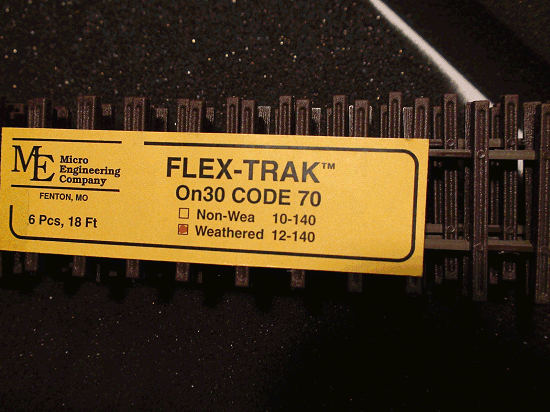 ME Micro
Engineering
Company
FENTON, MO
6 Pcs, 18 Ft
FLEX-TRAK™
On30 CODE 70
Non-Wea 10-140
Weathered 12-140